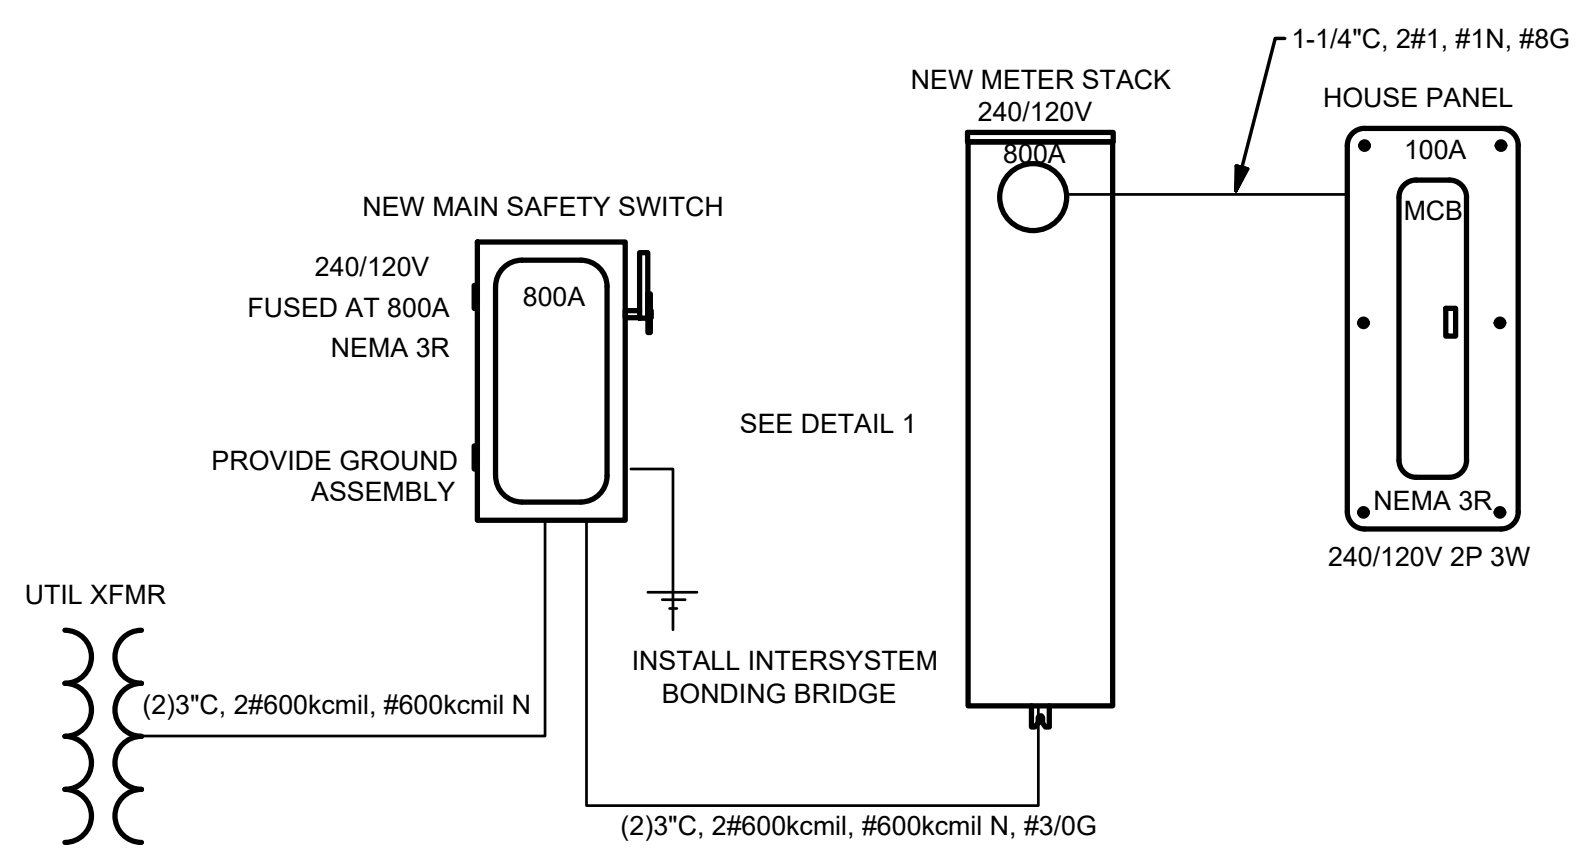 1-1/4"C, 2#1, #1N, #8G
NEW METER STACK
240/120V
800A
HOUSE PANEL
100A
MCB
NEMA 3R
240/120V 2P 3W
NEW MAIN SAFETY SWITCH
240/120V
FUSED AT 800A
NEMA 3R
800A
PROVIDE GROUND
ASSEMBLY
SEE DETAIL 1
UTIL XFMR
(2)3"C, 2#600kcmil, #600kcmil N
INSTALL INTERSYSTEM
BONDING BRIDGE
(2)3"C, 2#600kcmil, #600kcmil N, #3/0G